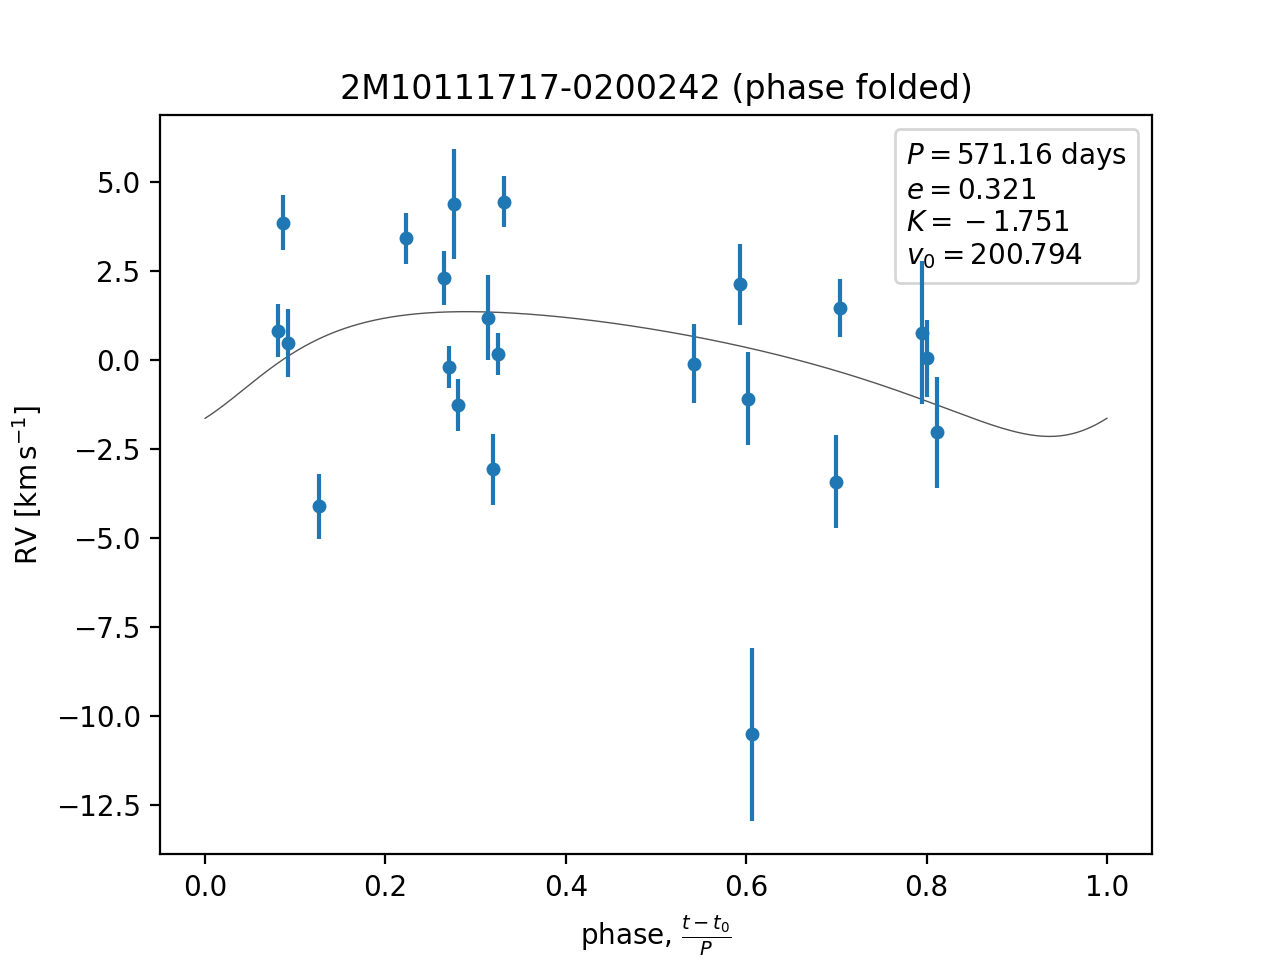 2M10111717-0200242 (phase folded)
P = 571.16 days
e = 0.321
K = −1.751
v₀ = 200.794
5.0
2.5
0.0
−2.5
−5.0
−7.5
−10.0
−12.5
RV [km s⁻¹]
0.0 0.2 0.4 0.6 0.8 1.0
phase, (t − t₀)/P